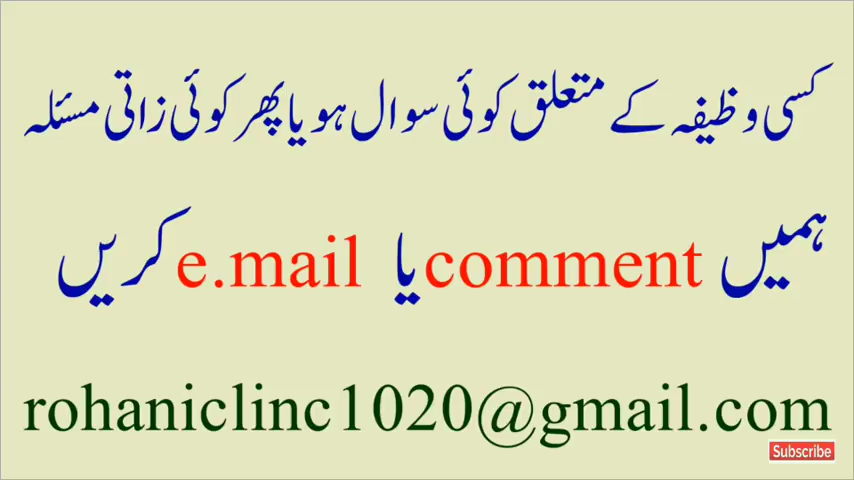 کسی وظیفہ کے متعلق کوئی سوال ہو یا پھر کوئی زاتی مسئلہ
ہمیں comment یا e.mail کریں
rohaniclinc1020@gmail.com
Subscribe